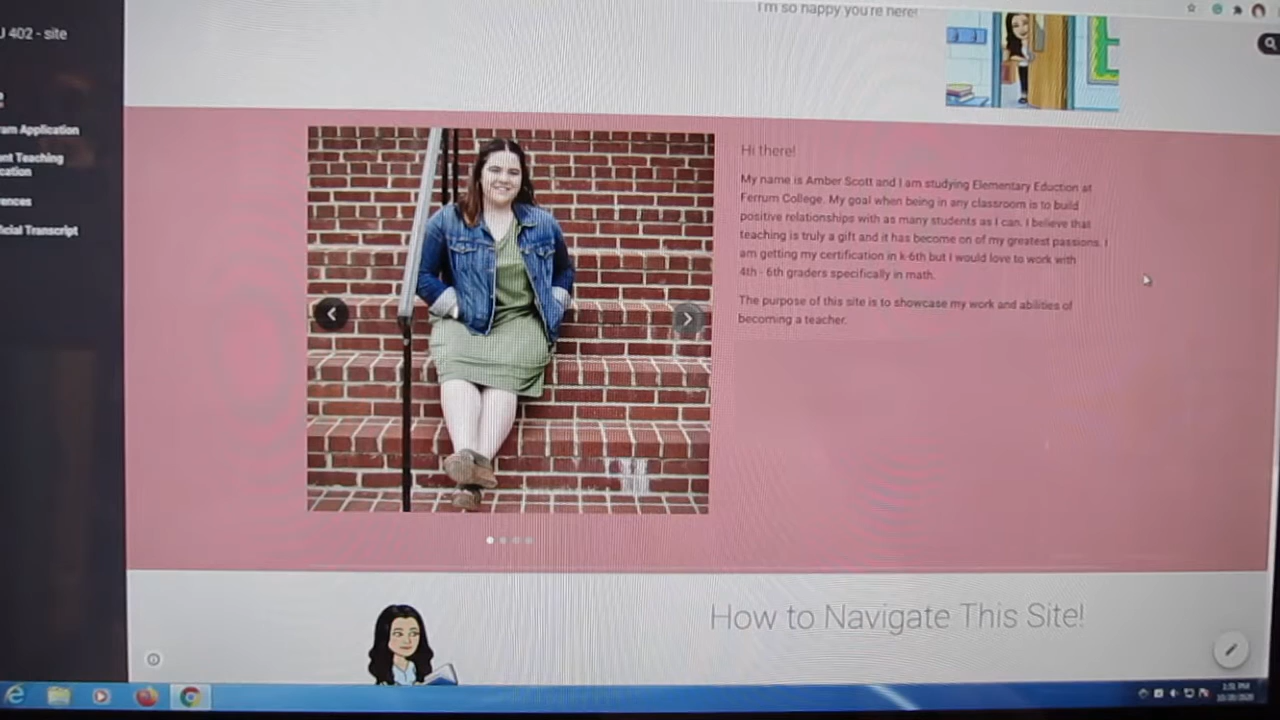 I'm so happy you're here!
402 - site
ram Application
nt Teaching
cation
ences
icial Transcript
Hi there!
My name is Amber Scott and I am studying Elementary Eduction at
Ferrum College. My goal when being in any classroom is to build
positive relationships with as many students as I can. I believe that
teaching is truly a gift and it has become on of my greatest passions. I
am getting my certification in k-6th but I would love to work with
4th - 6th graders specifically in math.
The purpose of this site is to showcase my work and abilities of
becoming a teacher.
How to Navigate This Site!